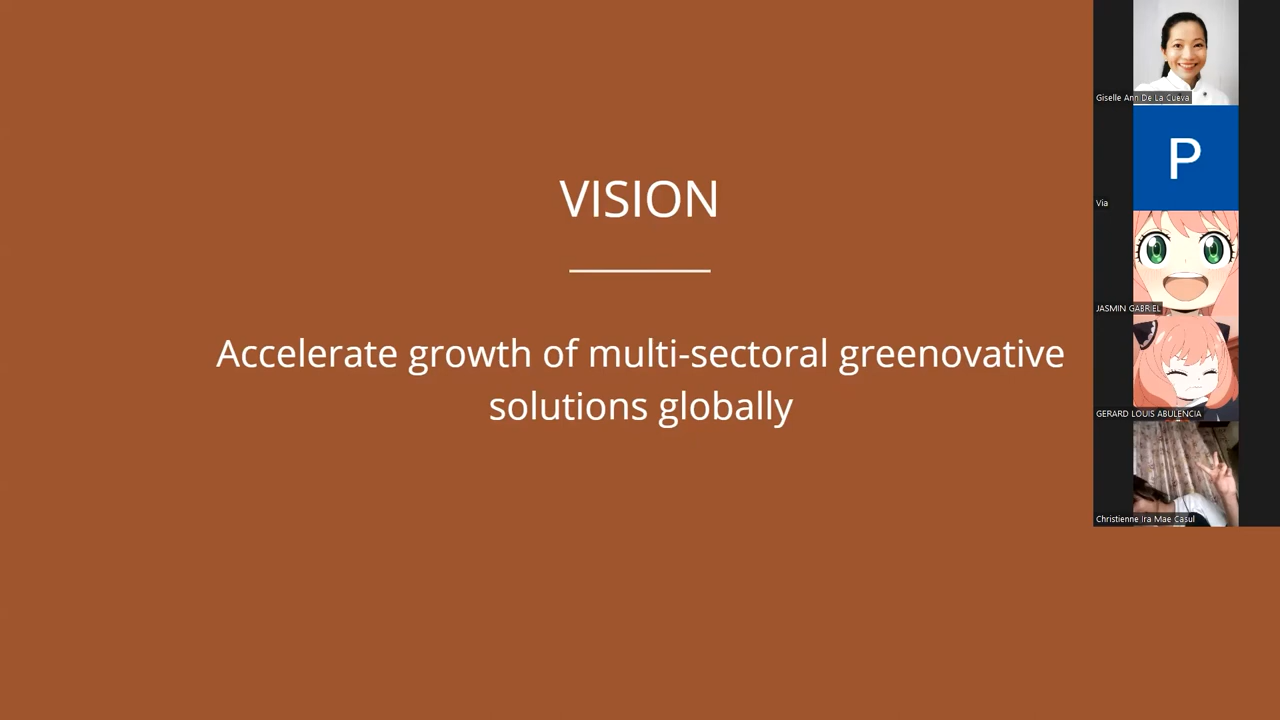 VISION
Accelerate growth of multi-sectoral greenovative
solutions globally
Giselle Ann De La Cueva
P
Via
JASMIN GABRIEL
GERARD LOUIS ABULENCIA
Christienne Ira Mae Casul